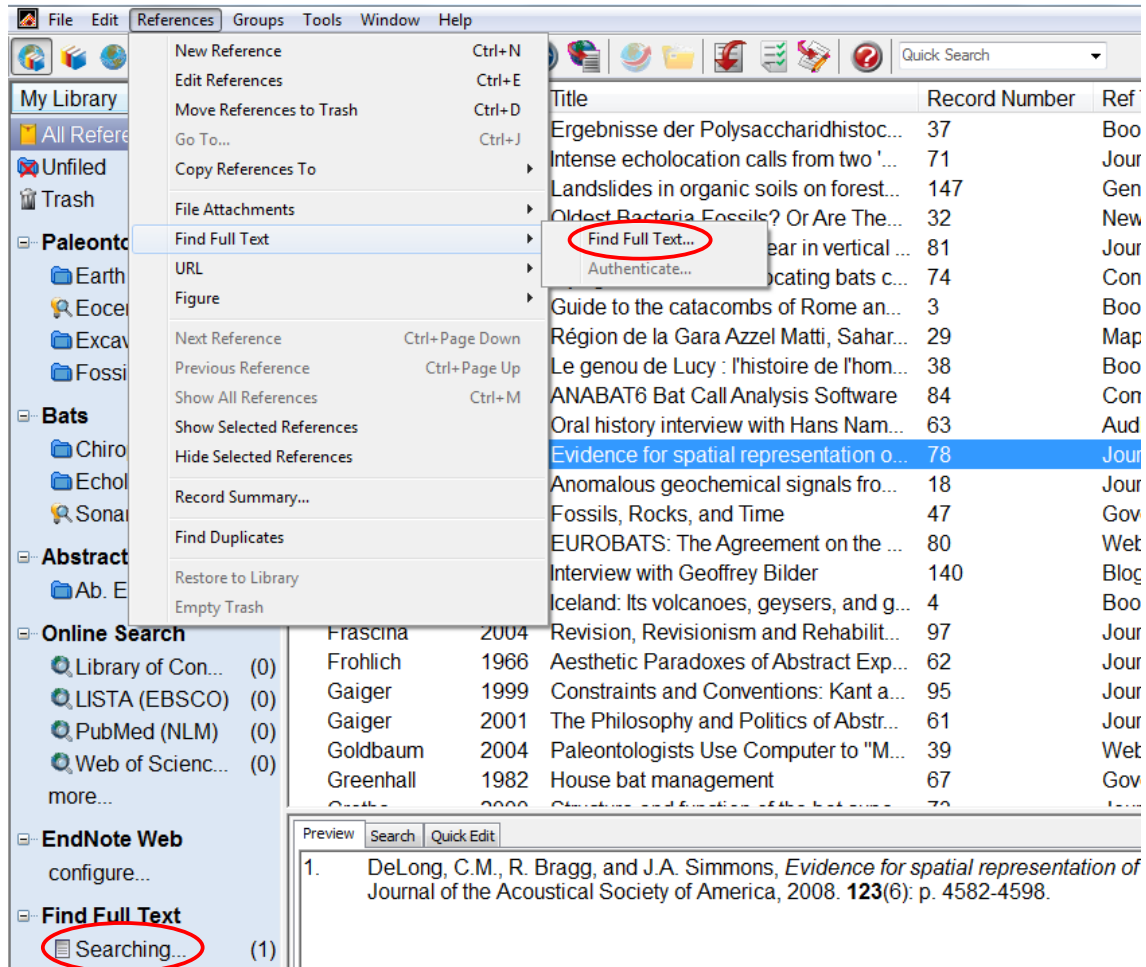 File Edit References Groups Tools Window Help
Quick Search
My Library
All Refere
Unfiled
Trash
Paleonto
Earth
Eocen
Excav
Fossi
Bats
Chiro
Echol
Sonar
Abstract
Ab. E
Online Search
Library of Con... (0)
LISTA (EBSCO) (0)
PubMed (NLM) (0)
Web of Scienc... (0)
more...
EndNote Web
configure...
Find Full Text
Searching... (1)
New Reference Ctrl+N
Edit References Ctrl+E
Move References to Trash Ctrl+D
Go To... Ctrl+J
Copy References To
File Attachments
Find Full Text
URL
Figure
Next Reference Ctrl+Page Down
Previous Reference Ctrl+Page Up
Show All References Ctrl+M
Show Selected References
Hide Selected References
Record Summary...
Find Duplicates
Restore to Library
Empty Trash
Find Full Text...
Authenticate...
Title Record Number Ref
Ergebnisse der Polysaccharidhistoc... 37 Boo
Intense echolocation calls from two '... 71 Jour
Landslides in organic soils on forest... 147 Gen
Oldest Bacteria Fossils? Or Are The... 32 New
ear in vertical ... 81 Jour
ocating bats c... 74 Con
Guide to the catacombs of Rome an... 3 Boo
Région de la Gara Azzel Matti, Sahar... 29 Map
Le genou de Lucy : l'histoire de l'hom... 38 Boo
ANABAT6 Bat Call Analysis Software 84 Com
Oral history interview with Hans Nam... 63 Audi
Evidence for spatial representation o... 78 Jour
Anomalous geochemical signals fro... 18 Jour
Fossils, Rocks, and Time 47 Gov
EUROBATS: The Agreement on the ... 80 Web
Interview with Geoffrey Bilder 140 Blog
Iceland: Its volcanoes, geysers, and g... 4 Boo
Frascina 2004 Revision, Revisionism and Rehabilit... 97 Jour
Frohlich 1966 Aesthetic Paradoxes of Abstract Exp... 62 Jour
Gaiger 1999 Constraints and Conventions: Kant a... 95 Jour
Gaiger 2001 The Philosophy and Politics of Abstr... 61 Jour
Goldbaum 2004 Paleontologists Use Computer to "M... 39 Web
Greenhall 1982 House bat management 67 Gov
Preview Search Quick Edit
1. DeLong, C.M., R. Bragg, and J.A. Simmons, Evidence for spatial representation of
Journal of the Acoustical Society of America, 2008. 123(6): p. 4582-4598.